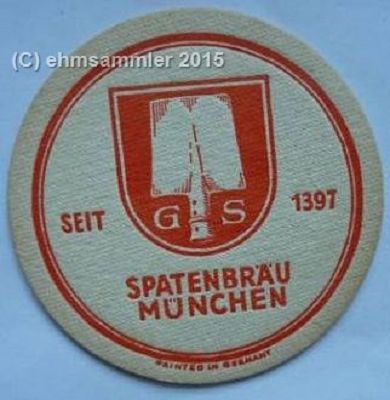 (C) ehmsammler 2015
G S
SEIT 1397
SPATENBRÄU
MÜNCHEN
PRINTED IN GERMANY